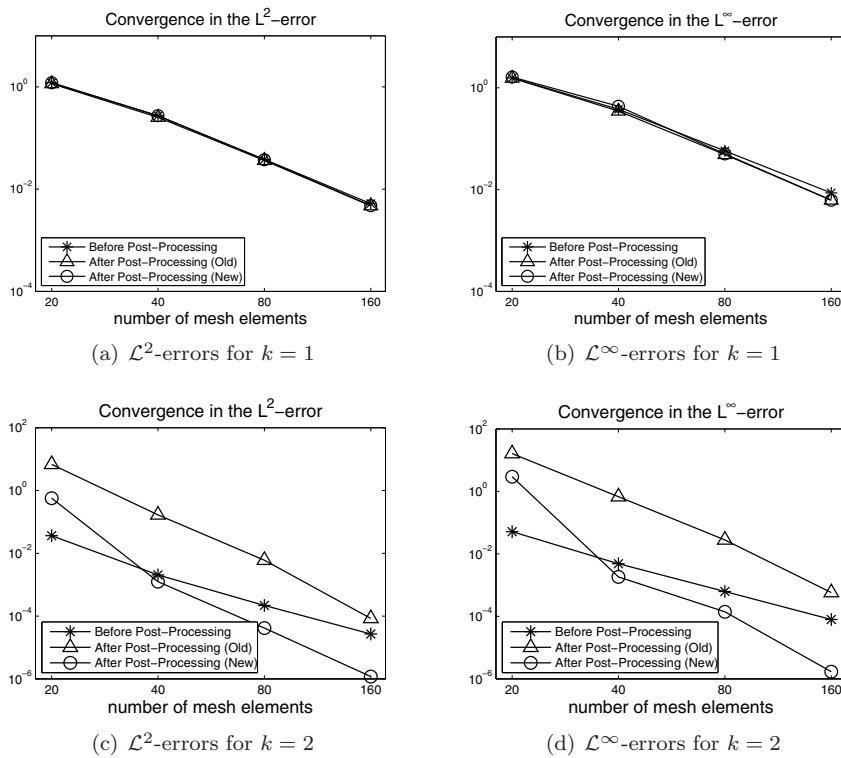 Convergence in the L²−error
10⁰
10⁻²
10⁻⁴
Before Post−Processing
After Post−Processing (Old)
After Post−Processing (New)
20 40 80 160
number of mesh elements
(a) ℒ²-errors for k = 1
Convergence in the L∞−error
10⁰
10⁻²
10⁻⁴
Before Post−Processing
After Post−Processing (Old)
After Post−Processing (New)
20 40 80 160
number of mesh elements
(b) ℒ∞-errors for k = 1
Convergence in the L²−error
10²
10⁰
10⁻²
10⁻⁴
10⁻⁶
Before Post−Processing
After Post−Processing (Old)
After Post−Processing (New)
20 40 80 160
number of mesh elements
(c) ℒ²-errors for k = 2
Convergence in the L∞−error
10²
10⁰
10⁻²
10⁻⁴
10⁻⁶
Before Post−Processing
After Post−Processing (Old)
After Post−Processing (New)
20 40 80 160
number of mesh elements
(d) ℒ∞-errors for k = 2